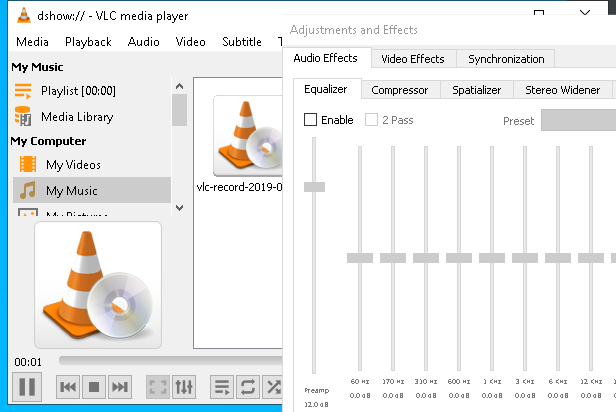 dshow:// - VLC media player
Media Playback Audio Video Subtitle
My Music
Playlist [00:00]
Media Library
My Computer
My Videos
My Music
My Pictures
vlc-record-2019-0
00:01
Adjustments and Effects
Audio Effects Video Effects Synchronization
Equalizer Compressor Spatializer Stereo Widener
Enable 2 Pass Preset
60 Hz 170 Hz 310 Hz 600 Hz 1 KHz 3 KHz 6 KHz 12 KHz
Preamp 0.0 dB 0.0 dB 0.0 dB 0.0 dB 0.0 dB 0.0 dB 0.0 dB 0.0 dB
12.0 dB